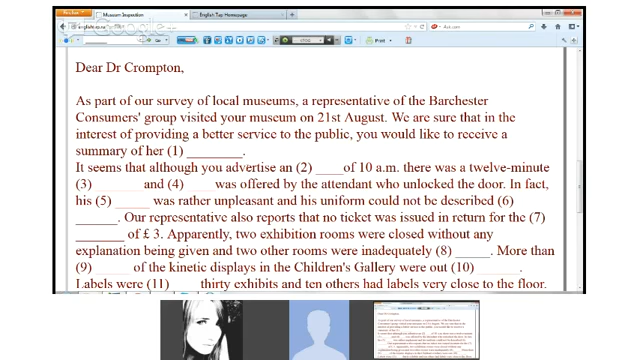 Museum Inspection
English Tap Homepage
Print
Dear Dr Crompton,
As part of our survey of local museums, a representative of the Barchester
Consumers' group visited your museum on 21st August. We are sure that in the
interest of providing a better service to the public, you would like to receive a
summary of her (1) _________.
It seems that although you advertise an (2) ____ of 10 a.m. there was a twelve-minute
(3) ______ and (4) ____ was offered by the attendant who unlocked the door. In fact,
his (5) _____ was rather unpleasant and his uniform could not be described (6)
______. Our representative also reports that no ticket was issued in return for the (7)
_______ of £ 3. Apparently, two exhibition rooms were closed without any
explanation being given and two other rooms were inadequately (8) _____. More than
(9) ______ of the kinetic displays in the Children's Gallery were out (10) ______.
Labels were (11) ____ thirty exhibits and ten others had labels very close to the floor.